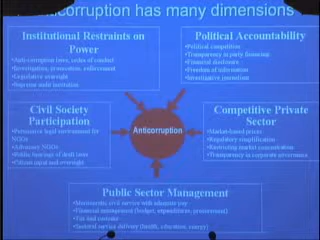 nticorruption has many dimensions
Institutional Restraints on
Power
•Anti-corruption laws, codes of conduct
•Investigation, prosecution, enforcement
•Legislative oversight
•Supreme audit institution
Political Accountability
•Political competition
•Transparency in party financing
•Financial disclosure
•Freedom of information
•Investigative journalism
Civil Society
Participation
legal environment for
NGOs
•Advocacy NGOs
•Public hearings of draft laws
•Citizen input and oversight
Anticorruption
Competitive Private
Sector
•Market-based prices
•Regulatory simplification
•Restricting market concentration
•Transparency in corporate governance
Public Sector Management
•Meritocratic civil service with adequate pay
•Financial management (budget, expenditures, procurement)
•Tax and customs
•Sectoral service delivery (health, education, energy)